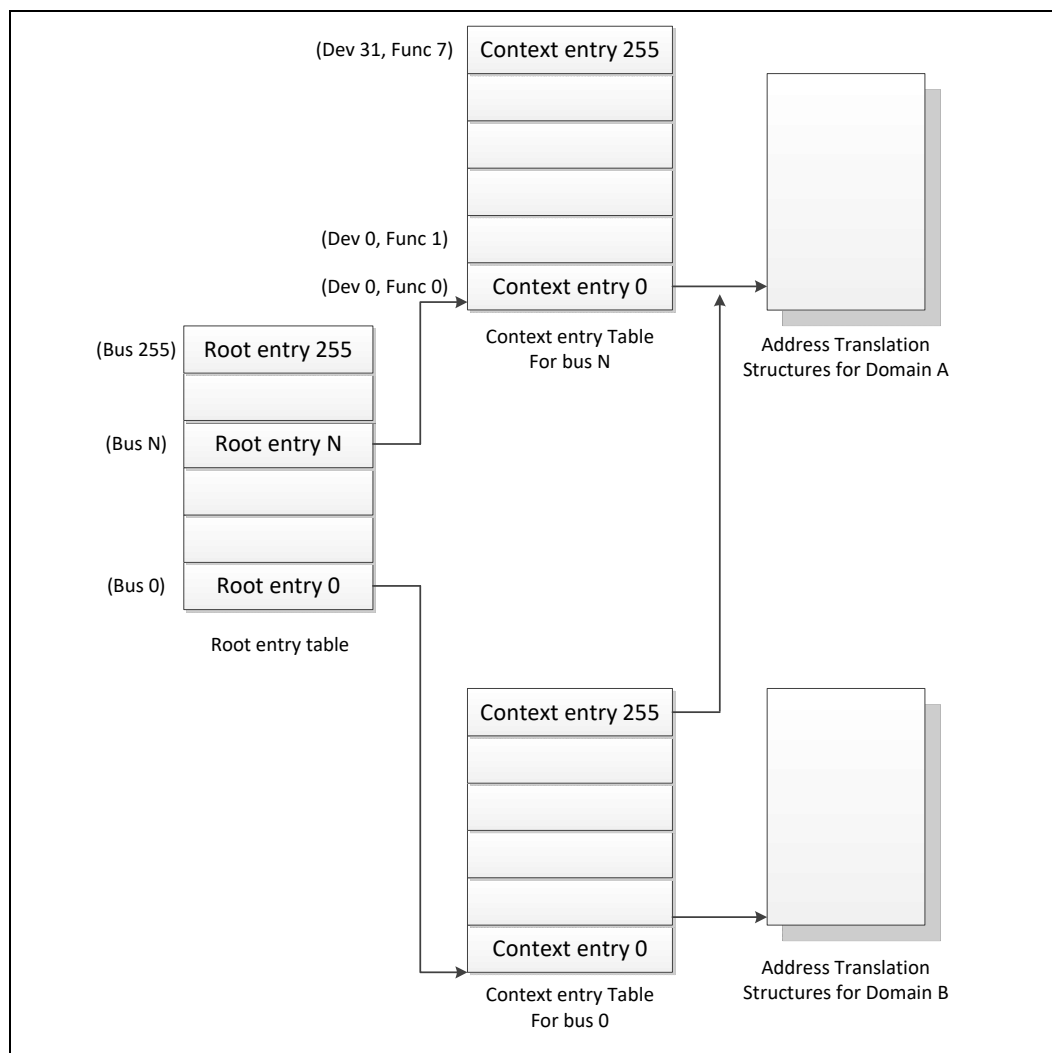 (Dev 31, Func 7)
Context entry 255
(Dev 0, Func 1)
(Dev 0, Func 0)
Context entry 0
Context entry Table
For bus N
Address Translation
Structures for Domain A
(Bus 255)
Root entry 255
(Bus N)
Root entry N
(Bus 0)
Root entry 0
Root entry table
Context entry 255
Context entry 0
Context entry Table
For bus 0
Address Translation
Structures for Domain B